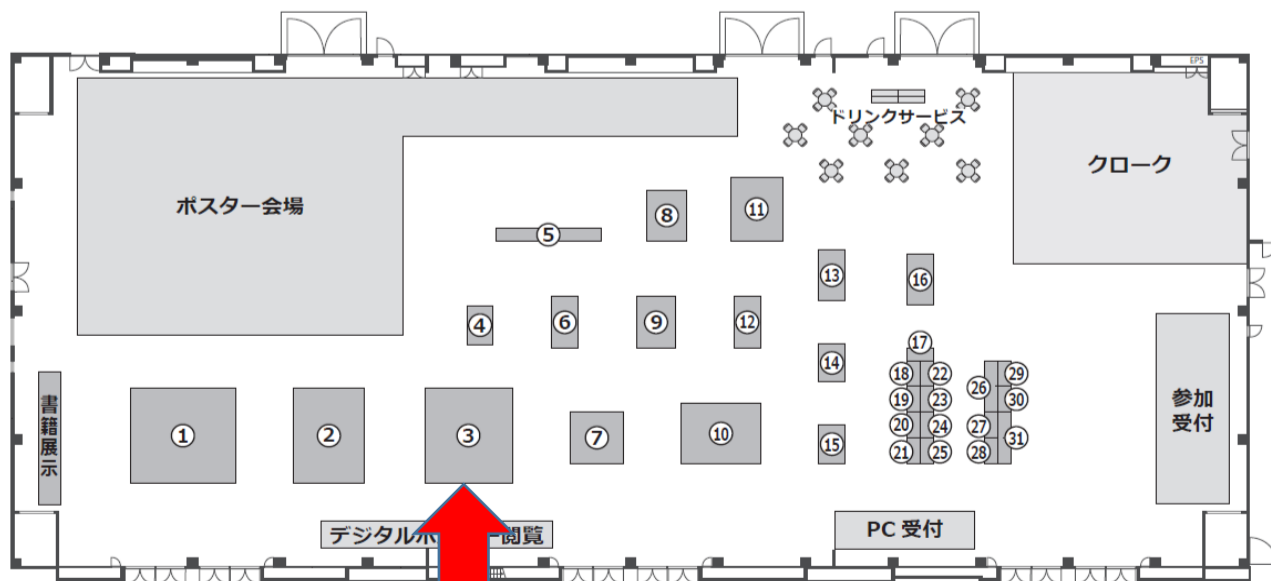 EPS
ドリンクサービス
クローク
ポスター会場
⑧
⑪
⑤
⑬
⑯
④
⑥
⑨
⑫
⑰
⑭
⑱ ㉒
㉖ ㉙
⑲ ㉓
㉚
⑳ ㉔
㉗ ㉛
㉑ ㉕
㉘
書籍展示
①
②
③
⑦
⑩
⑮
参加
受付
デジタルポ
閲覧
PC 受付